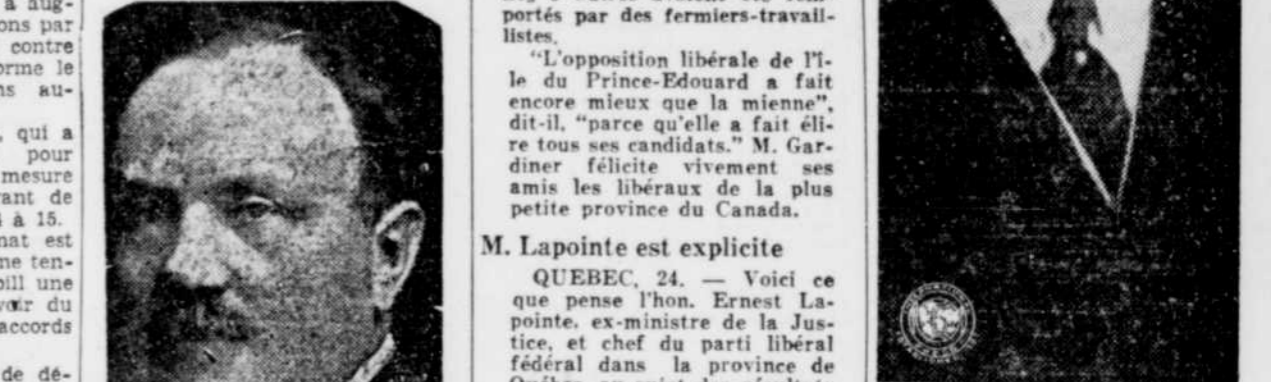 a aug-
ons par
contre
orme le
ns au-
, qui a
pour
mesure
vant de
à 15.
nat est
ne ten-
bill une
voir du
accords
de dé-
portés par des fermiers-travail-
listes.
"L'opposition libérale de l'î-
le du Prince-Edouard a fait
encore mieux que la mienne",
dit-il, "parce qu'elle a fait éli-
re tous ses candidats." M. Gar-
diner félicite vivement ses
amis les libéraux de la plus
petite province du Canada.
M. Lapointe est explicite
QUEBEC, 24. — Voici ce
que pense l'hon. Ernest La-
pointe, ex-ministre de la Jus-
tice, et chef du parti libéral
fédéral dans la province de